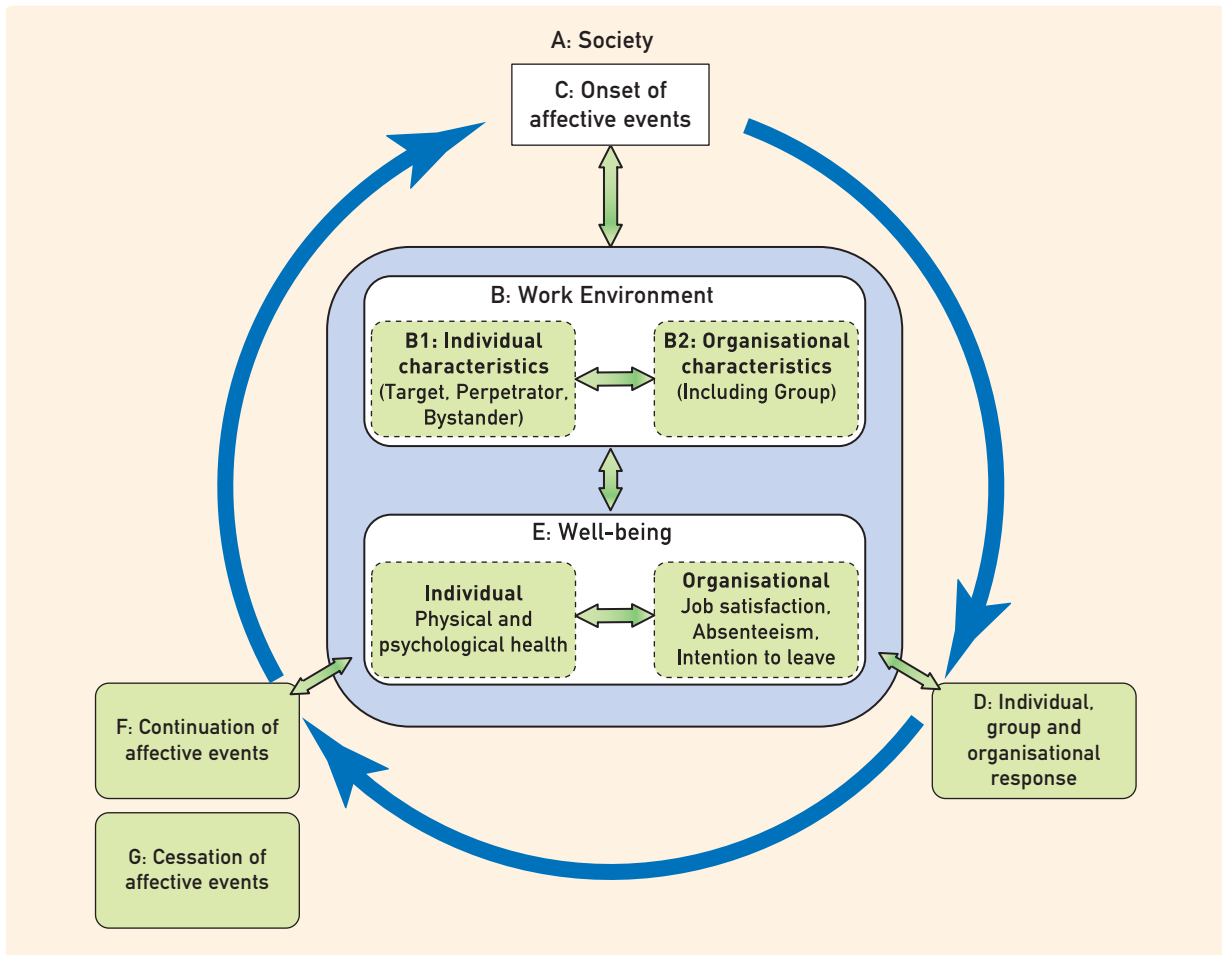 A: Society
C: Onset of
affective events
B: Work Environment
B1: Individual
characteristics
(Target, Perpetrator,
Bystander)
B2: Organisational
characteristics
(Including Group)
E: Well-being
Individual
Physical and
psychological health
Organisational
Job satisfaction,
Absenteeism,
Intention to leave
F: Continuation of
affective events
D: Individual,
group and
organisational
response
G: Cessation of
affective events